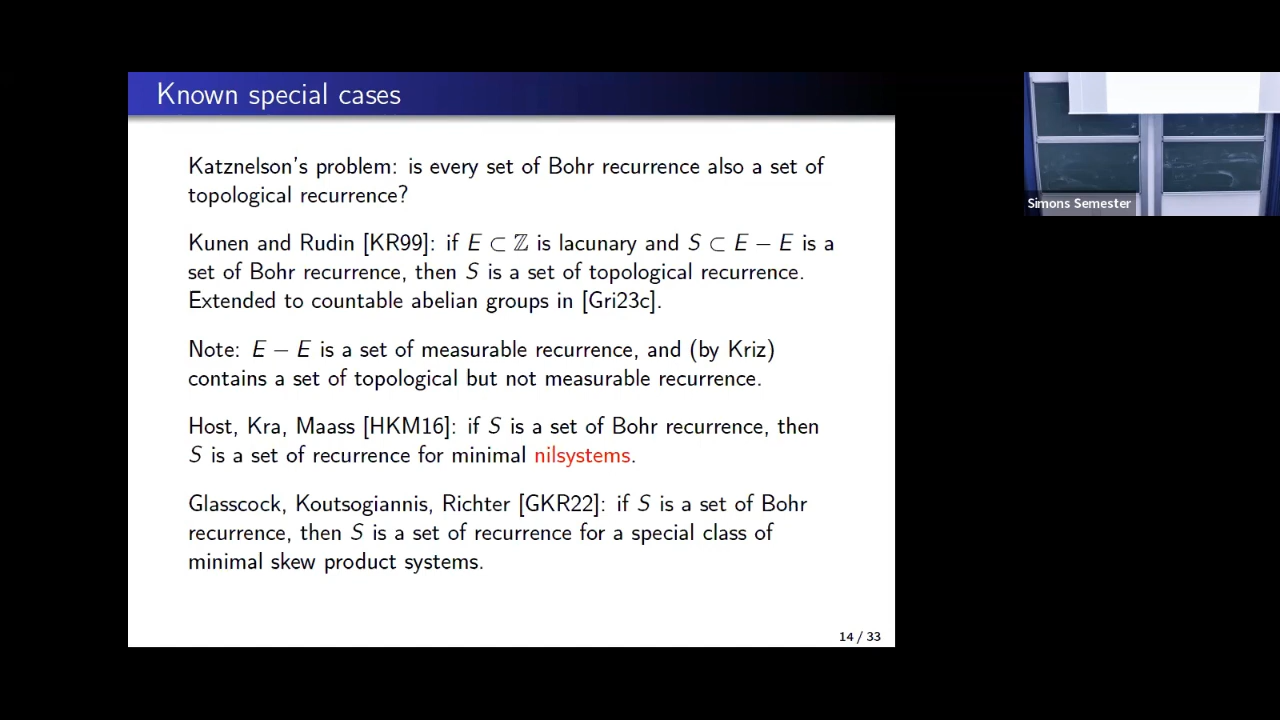 Known special cases
Katznelson's problem: is every set of Bohr recurrence also a set of
topological recurrence?
Kunen and Rudin [KR99]: if E ⊂ ℤ is lacunary and S ⊂ E − E is a
set of Bohr recurrence, then S is a set of topological recurrence.
Extended to countable abelian groups in [Gri23c].
Note: E − E is a set of measurable recurrence, and (by Kriz)
contains a set of topological but not measurable recurrence.
Host, Kra, Maass [HKM16]: if S is a set of Bohr recurrence, then
S is a set of recurrence for minimal nilsystems.
Glasscock, Koutsogiannis, Richter [GKR22]: if S is a set of Bohr
recurrence, then S is a set of recurrence for a special class of
minimal skew product systems.
14 / 33
Simons Semester